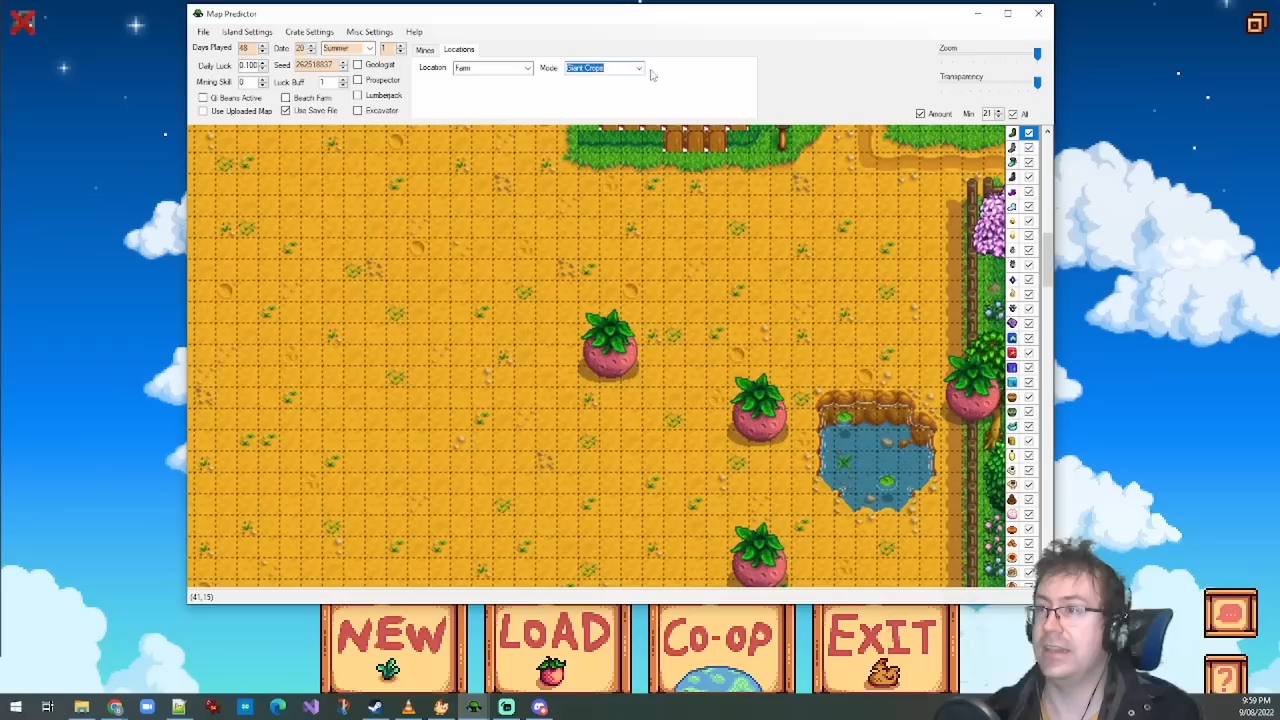 Map Predictor
File Island Settings Crate Settings Misc Settings Help
Days Played 48 Date 20 Summer 1
Daily Luck 0.100 Seed 262518837 Geologist
Mining Skill 0 Luck Buff 1 Prospector
Qi Beans Active Beach Farm Lumberjack
Use Uploaded Map Use Save File Excavator
Mines Locations
Location Farm Mode Giant Crops
Zoom
Transparency
Amount Min 21 All
(41,15)
NEW
LOAD
Co-op
EXIT
?
9:59 PM
9/08/2022